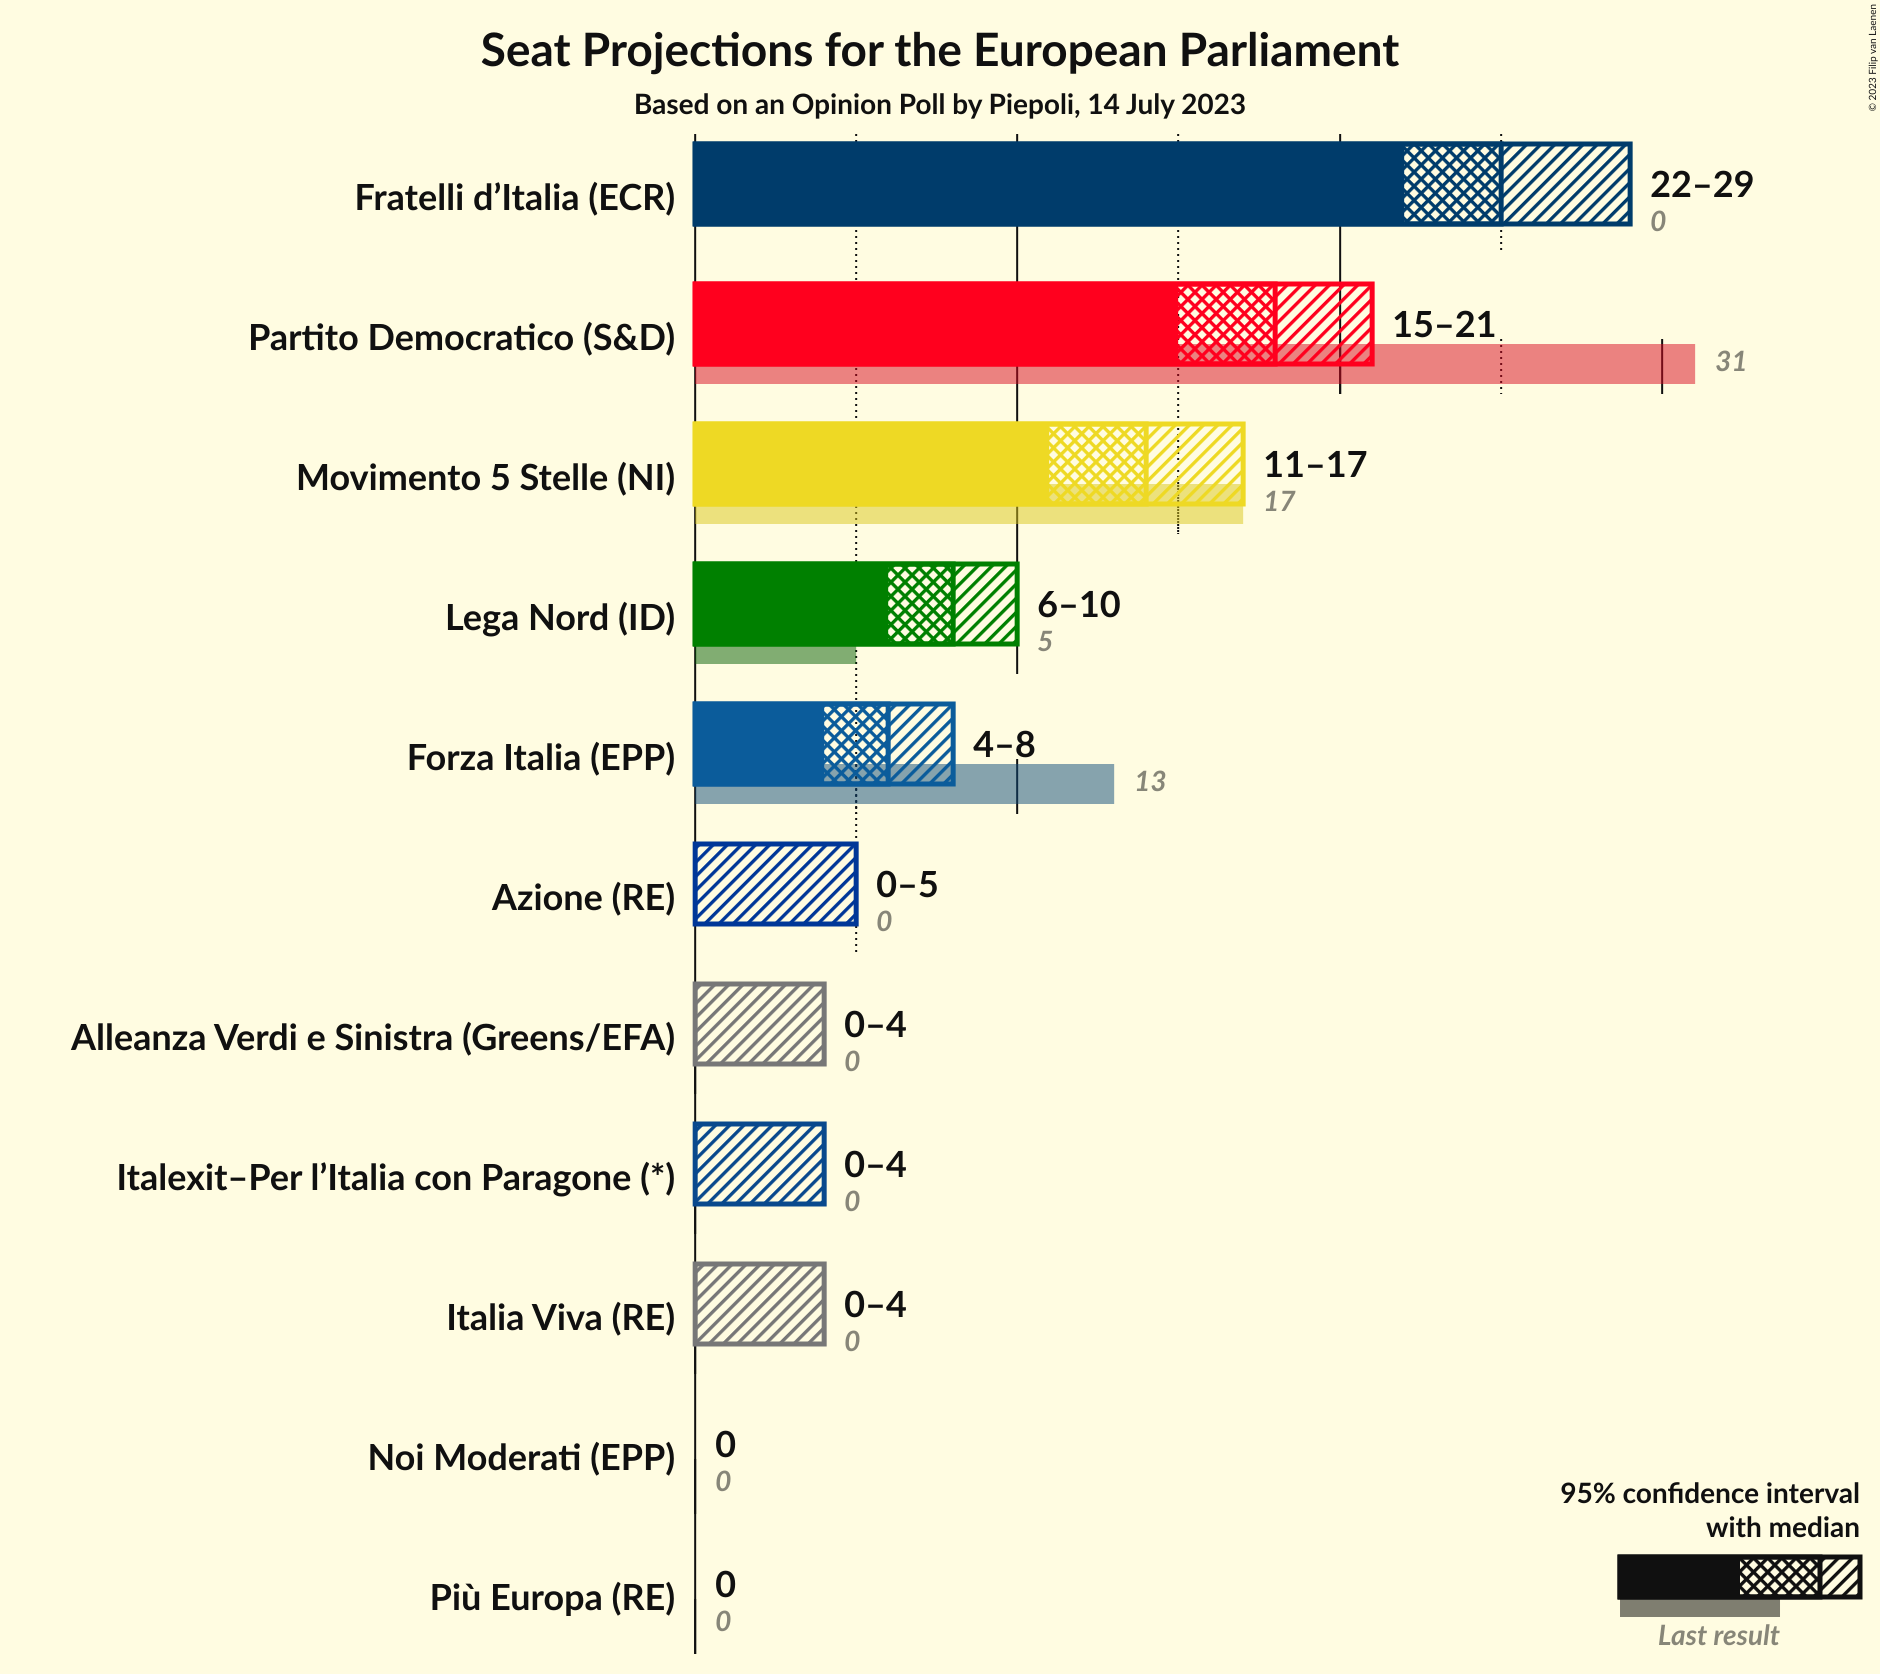 Seat Projections for the European Parliament
Based on an Opinion Poll by Piepoli, 14 July 2023
© 2023 Filip van Laenen
Fratelli d’Italia (ECR)
22–29
0
Partito Democratico (S&D)
15–21
31
Movimento 5 Stelle (NI)
11–17
17
Lega Nord (ID)
6–10
5
Forza Italia (EPP)
4–8
13
Azione (RE)
0–5
0
Alleanza Verdi e Sinistra (Greens/EFA)
0–4
0
Italexit–Per l’Italia con Paragone (*)
0–4
0
Italia Viva (RE)
0–4
0
Noi Moderati (EPP)
0
0
Più Europa (RE)
0
0
95% confidence interval
with median
Last result